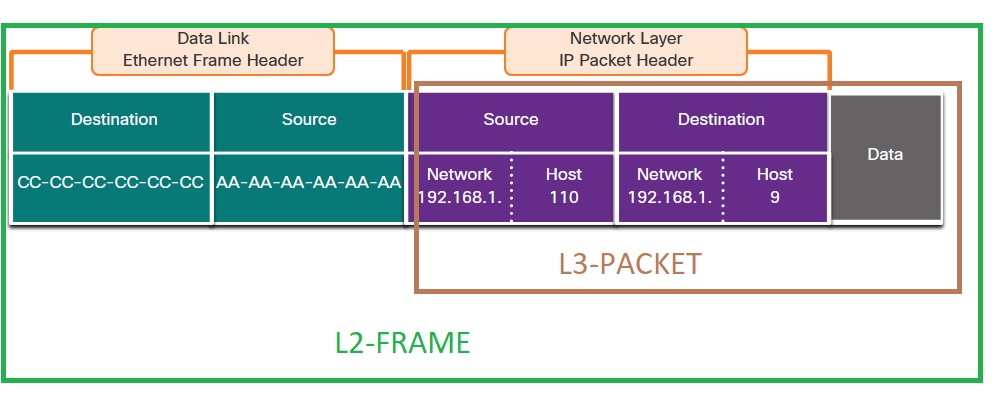 Data Link
Ethernet Frame Header
Network Layer
IP Packet Header
Destination
Source
Source
Destination
Data
CC-CC-CC-CC-CC-CC
AA-AA-AA-AA-AA-AA
Network
192.168.1.
Host
110
Network
192.168.1.
Host
9
L3-PACKET
L2-FRAME